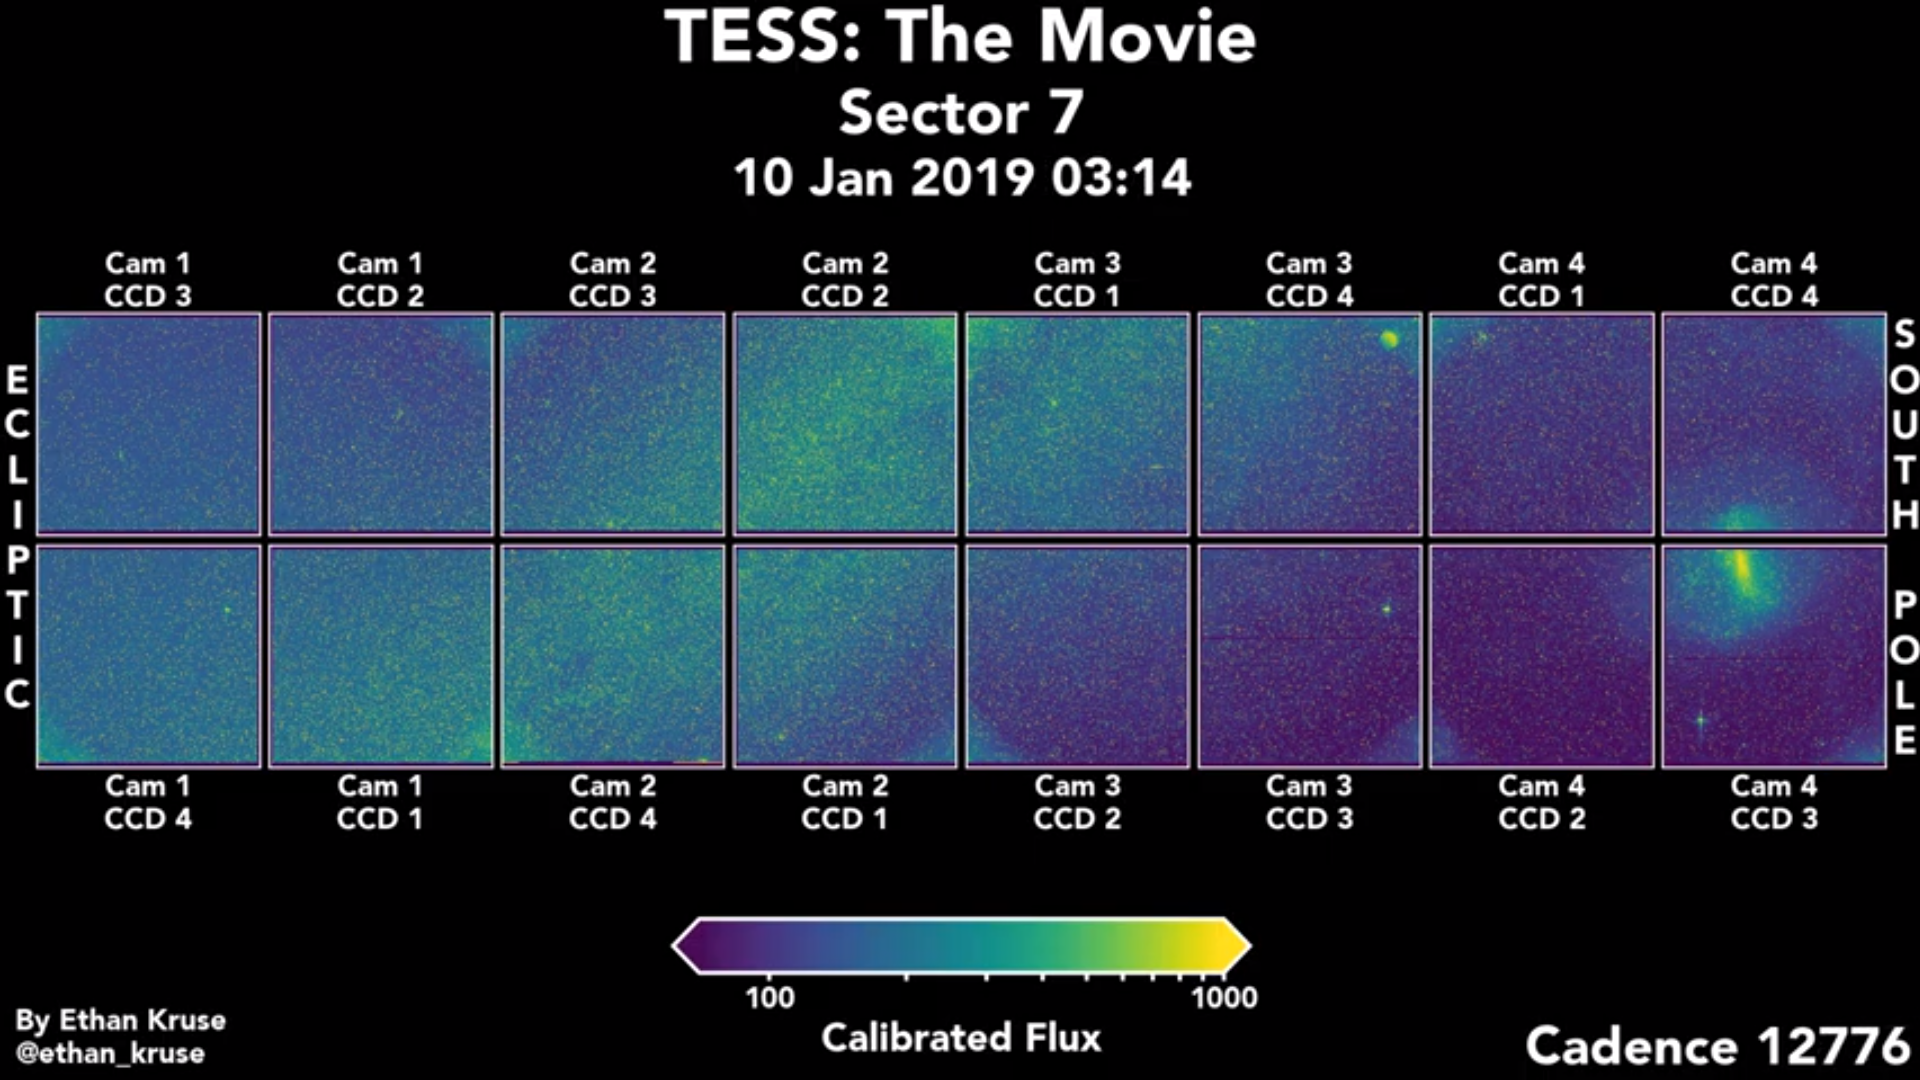 TESS: The Movie
Sector 7
10 Jan 2019 03:14
Cam 1 Cam 1 Cam 2 Cam 2 Cam 3 Cam 3 Cam 4 Cam 4
CCD 3 CCD 2 CCD 3 CCD 2 CCD 1 CCD 4 CCD 1 CCD 4
ECLIPTIC
SOUTH POLE
Cam 1 Cam 1 Cam 2 Cam 2 Cam 3 Cam 3 Cam 4 Cam 4
CCD 4 CCD 1 CCD 4 CCD 1 CCD 2 CCD 3 CCD 2 CCD 3
100 1000
Calibrated Flux
By Ethan Kruse
@ethan_kruse
Cadence 12776